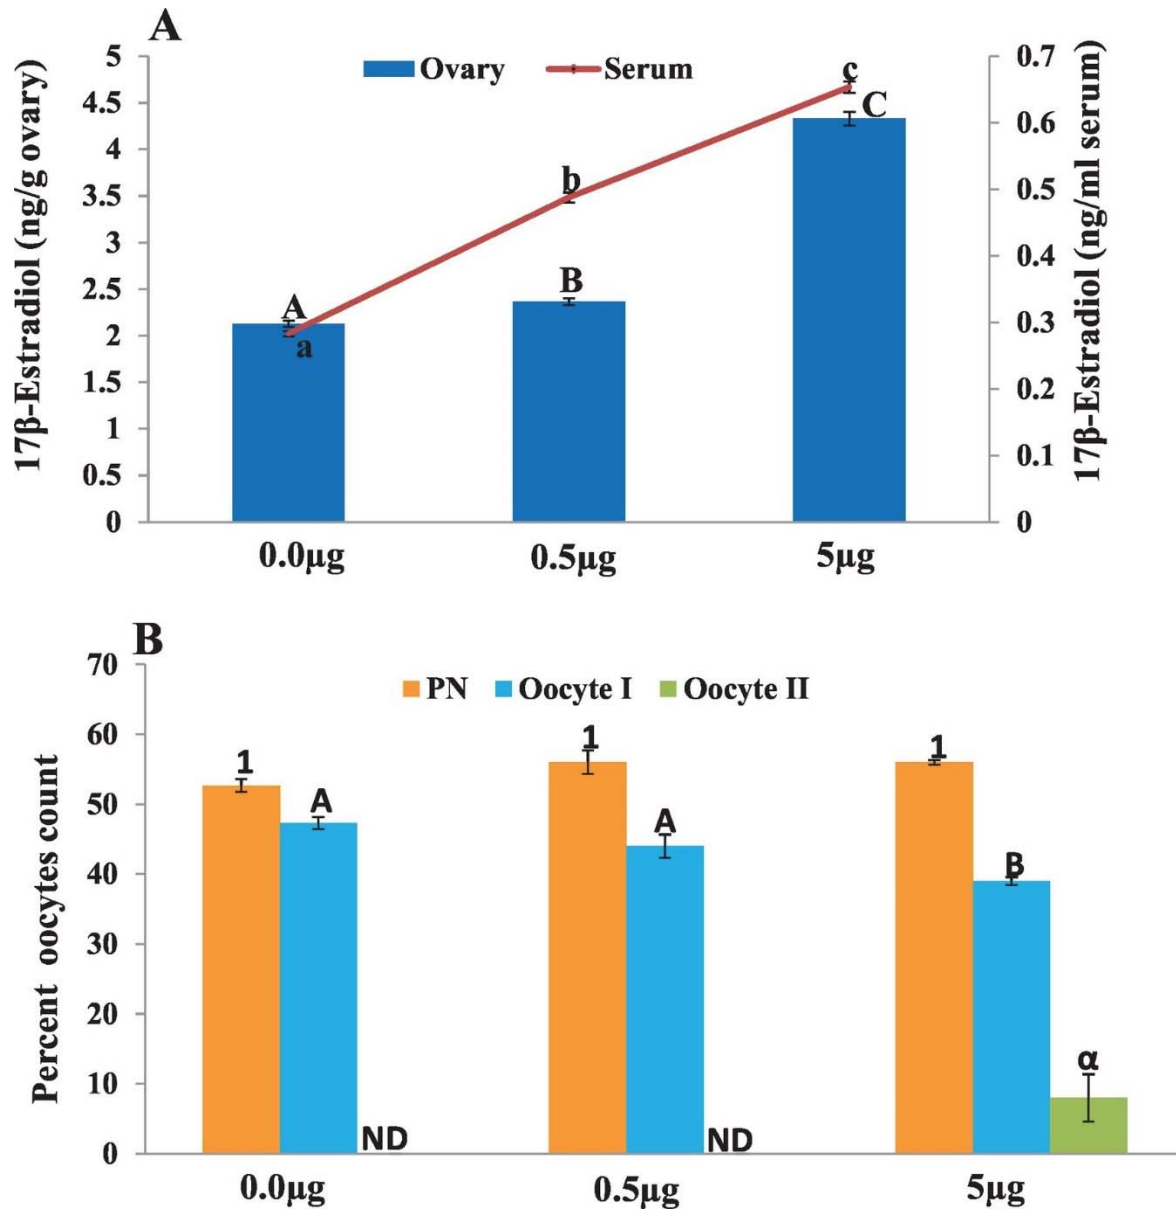 A
Ovary Serum
17β-Estradiol (ng/g ovary)
5
4.5
4
3.5
3
2.5
2
1.5
1
0.5
0
A
a
B
b
C
c
0.7
0.6
0.5
0.4
0.3
0.2
0.1
0
17β-Estradiol (ng/ml serum)
0.0µg 0.5µg 5µg
B
PN Oocyte I Oocyte II
Percent oocytes count
70
60
50
40
30
20
10
0
1
A
ND
1
A
ND
1
B
α
0.0µg 0.5µg 5µg